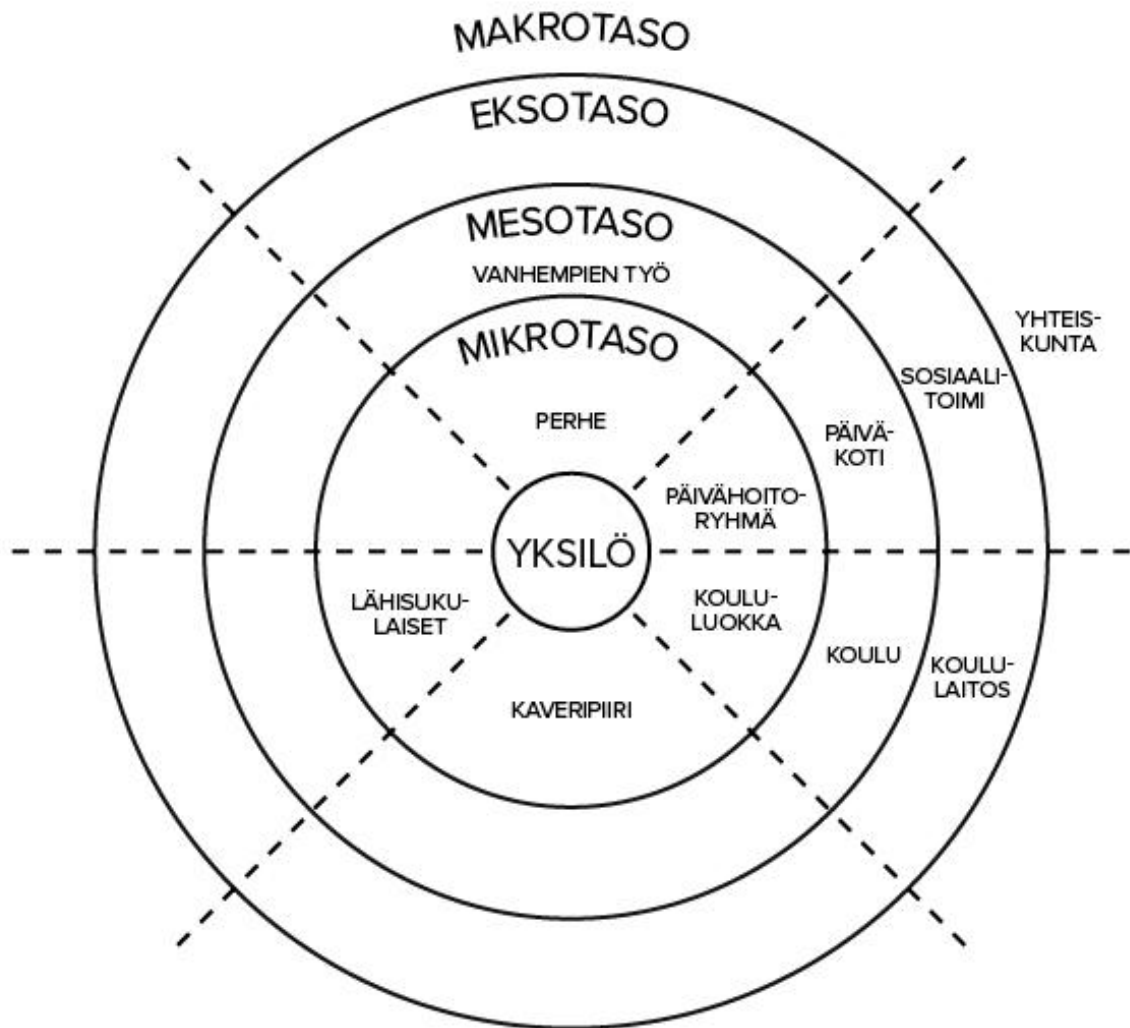 MAKROTASO
EKSOTASO
MESOTASO
VANHEMPIEN TYÖ
MIKROTASO
PERHE
YHTEIS-
KUNTA
SOSIAALI-
TOIMI
PÄIVÄ-
KOTI
PÄIVÄHOITO-
RYHMÄ
YKSILÖ
LÄHISUKU-
LAISET
KOULU-
LUOKKA
KOULU
KOULU-
LAITOS
KAVERIPIIRI